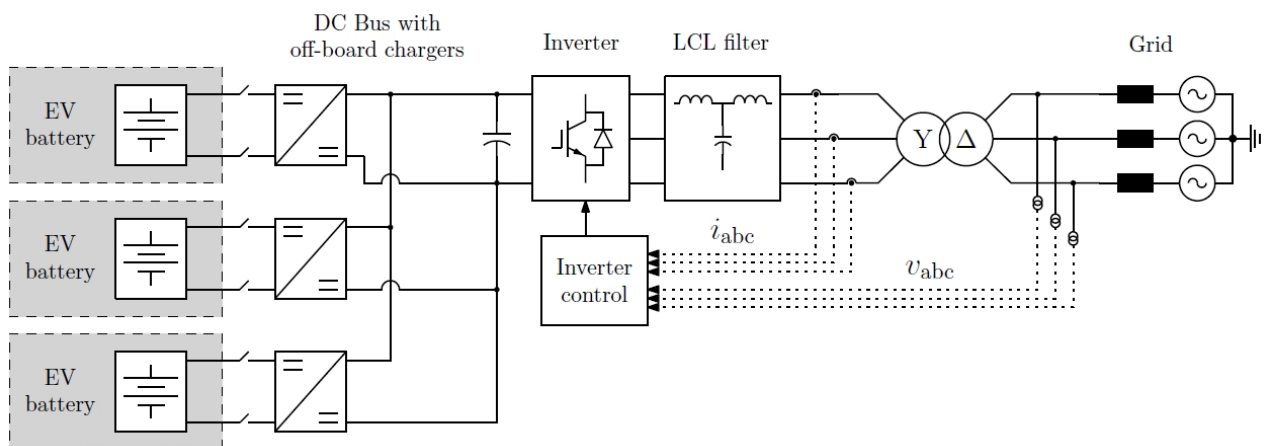 DC Bus with
off-board chargers
Inverter
LCL filter
Grid
EV
battery
Y
Δ
EV
battery
i_abc
Inverter
control
v_abc
EV
battery